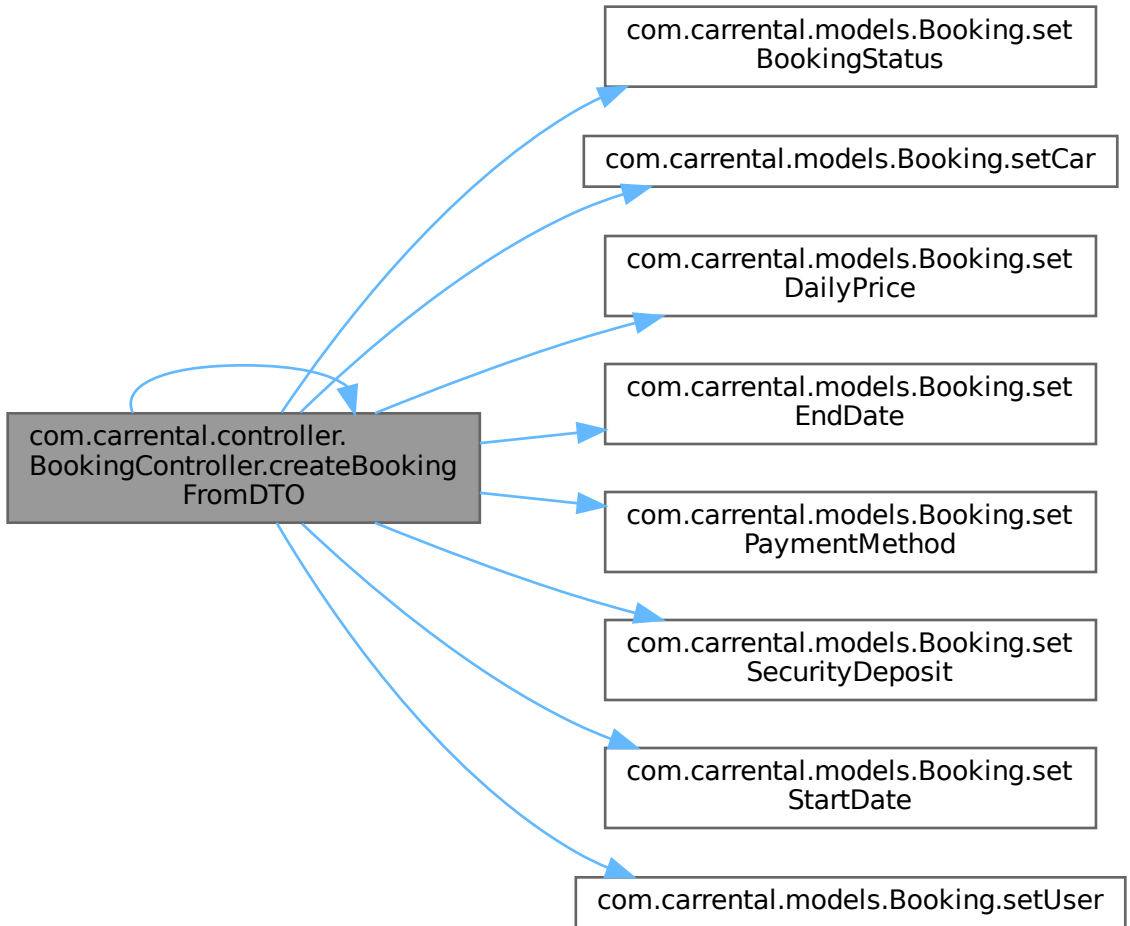 com.carrental.models.Booking.set
BookingStatus
com.carrental.models.Booking.setCar
com.carrental.models.Booking.set
DailyPrice
com.carrental.models.Booking.set
EndDate
com.carrental.controller.
BookingController.createBooking
FromDTO
com.carrental.models.Booking.set
PaymentMethod
com.carrental.models.Booking.set
SecurityDeposit
com.carrental.models.Booking.set
StartDate
com.carrental.models.Booking.setUser